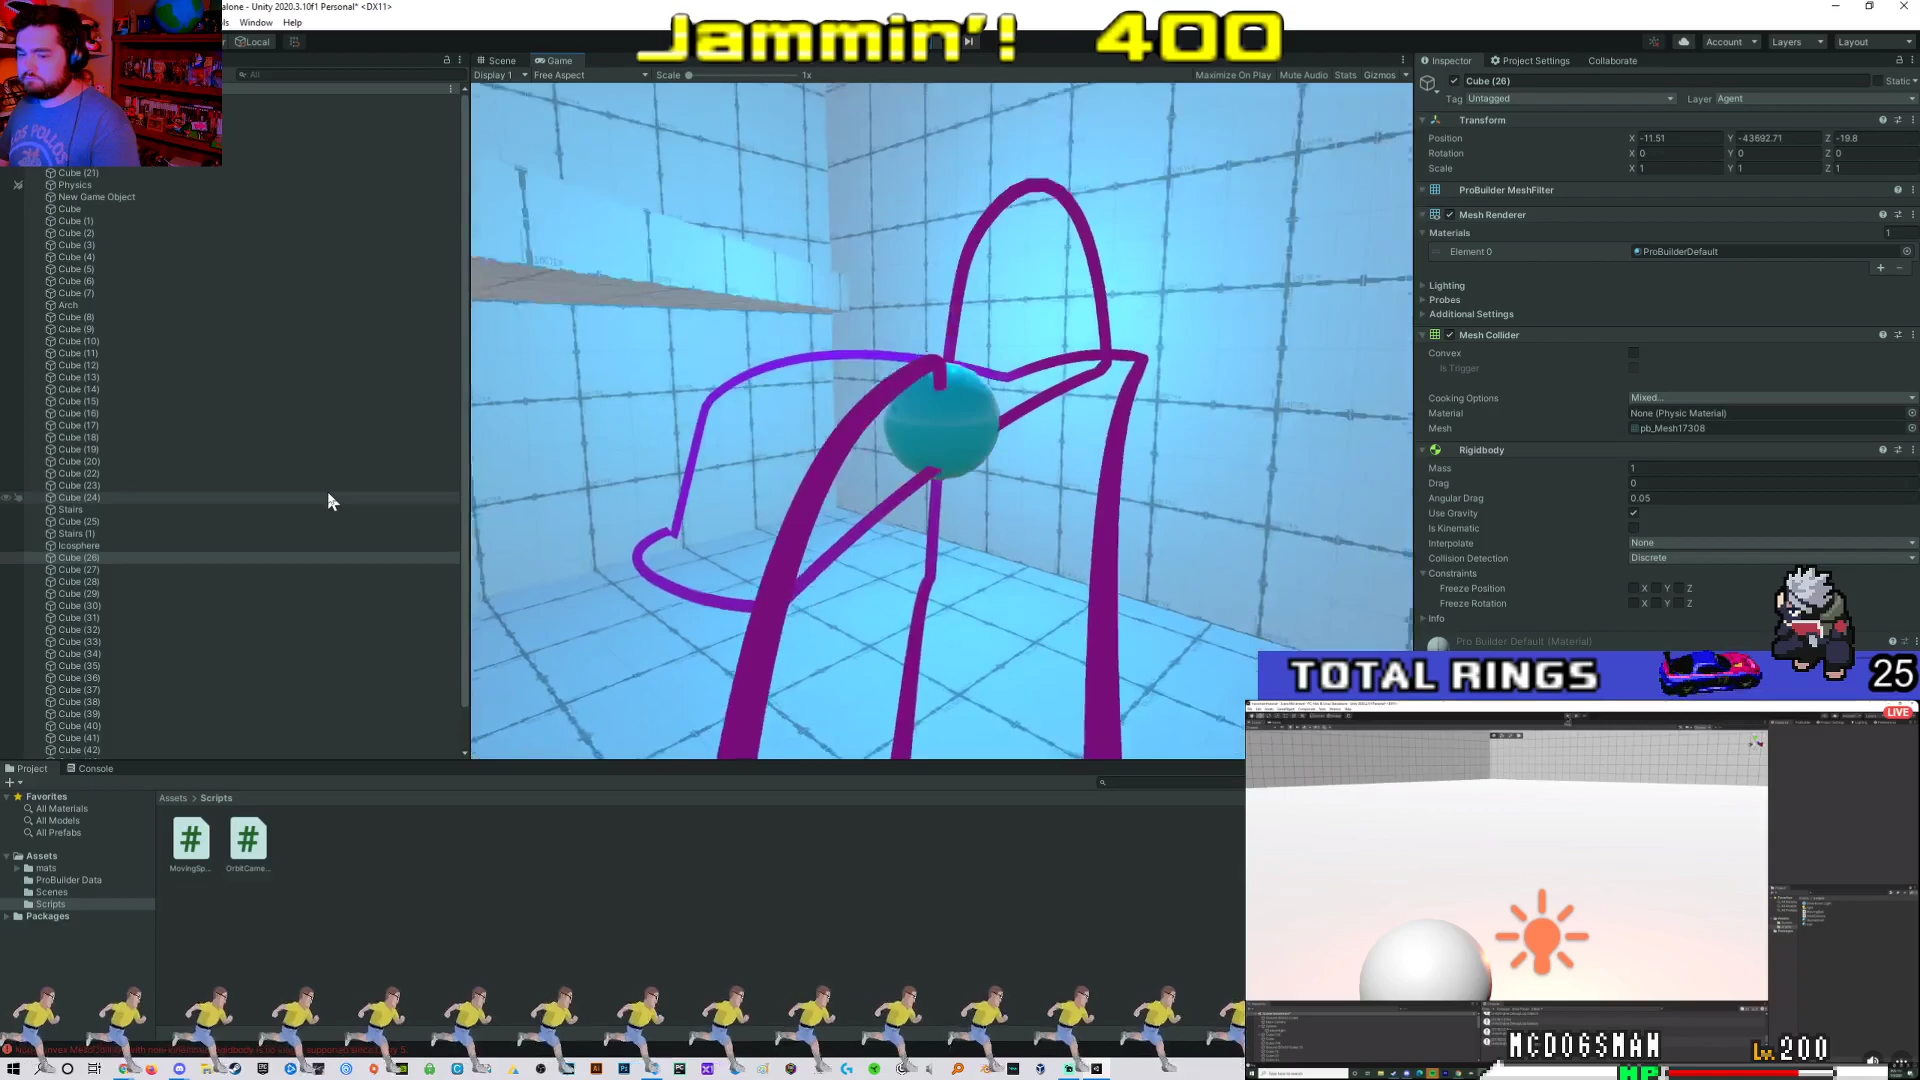 alone - Unity 2020.3.10f1 Personal* <DX11>
Window Help
Jammin'! 400
Local
Account Layers Layout
Scene Game
Inspector Project Settings Collaborate
All
Display 1 Free Aspect Scale 1x Maximize On Play Mute Audio Stats Gizmos
Cube (26) Static
Tag Untagged Layer Agent
Transform
Position X -11.51 Y -43692.71 Z -19.8
Rotation X 0 Y 0 Z 0
Scale X 1 Y 1 Z 1
ProBuilder MeshFilter
Mesh Renderer
Materials 1
Element 0 ProBuilderDefault
Lighting
Probes
Additional Settings
Mesh Collider
Convex
Is Trigger
Cooking Options Mixed...
Material None (Physic Material)
Mesh pb_Mesh17308
Rigidbody
Mass 1
Drag 0
Angular Drag 0.05
Use Gravity
Is Kinematic
Interpolate None
Collision Detection Discrete
Constraints
Freeze Position X Y Z
Freeze Rotation X Y Z
Info
Pro Builder Default (Material)
LOS POLLOS
Cube (21)
Physics
New Game Object
Cube
Cube (1)
Cube (2)
Cube (3)
Cube (4)
Cube (5)
Cube (6)
Cube (7)
Arch
Cube (8)
Cube (9)
Cube (10)
Cube (11)
Cube (12)
Cube (13)
Cube (14)
Cube (15)
Cube (16)
Cube (17)
Cube (18)
Cube (19)
Cube (20)
Cube (22)
Cube (23)
Cube (24)
Stairs
Cube (25)
Stairs (1)
Icosphere
Cube (26)
Cube (27)
Cube (28)
Cube (29)
Cube (30)
Cube (31)
Cube (32)
Cube (33)
Cube (34)
Cube (35)
Cube (36)
Cube (37)
Cube (38)
Cube (39)
Cube (40)
Cube (41)
Cube (42)
TOTAL RINGS 25
LIVE
Project Console
Favorites
All Materials
All Models
All Prefabs
Assets
mats
ProBuilder Data
Scenes
Scripts
Packages
Assets > Scripts
MovingSp...
OrbitCame...
MCDOGSMAN Lv. 200
HP